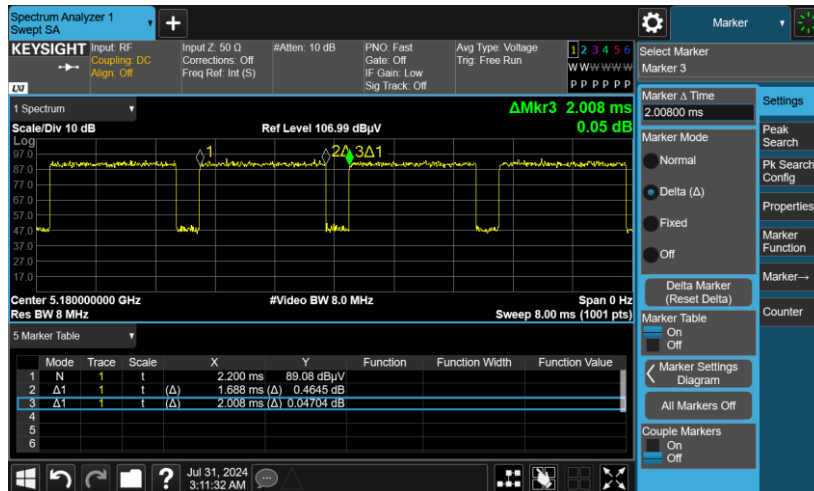 Spectrum Analyzer 1
Swept SA
+
Marker
KEYSIGHT
Input: RF
Coupling: DC
Align: Off
Input Z: 50 Ω
Corrections: Off
Freq Ref: Int (S)
#Atten: 10 dB
PNO: Fast
Gate: Off
IF Gain: Low
Sig Track: Off
Avg Type: Voltage
Trig: Free Run
1 2 3 4 5 6
W W W W W W
P P P P P P
LXI
Select Marker
Marker 3
1 Spectrum
ΔMkr3 2.008 ms
0.05 dB
Scale/Div 10 dB
Ref Level 106.99 dBµV
Log
97.0
87.0
77.0
67.0
57.0
47.0
37.0
27.0
17.0
1
2Δ
3Δ1
Center 5.180000000 GHz
Res BW 8 MHz
#Video BW 8.0 MHz
Span 0 Hz
Sweep 8.00 ms (1001 pts)
5 Marker Table
Mode Trace Scale X Y Function Function Width Function Value
1 N 1 t 2.200 ms 89.08 dBµV
2 Δ1 1 t (Δ) 1.688 ms (Δ) 0.4645 dB
3 Δ1 1 t (Δ) 2.008 ms (Δ) 0.04704 dB
4
5
6
Marker Δ Time
2.00800 ms
Marker Mode
Normal
Delta (Δ)
Fixed
Off
Delta Marker
(Reset Delta)
Marker Table
On
Off
Marker Settings
Diagram
All Markers Off
Couple Markers
On
Off
Settings
Peak
Search
Pk Search
Config
Properties
Marker
Function
Marker→
Counter
?
Jul 31, 2024
3:11:32 AM